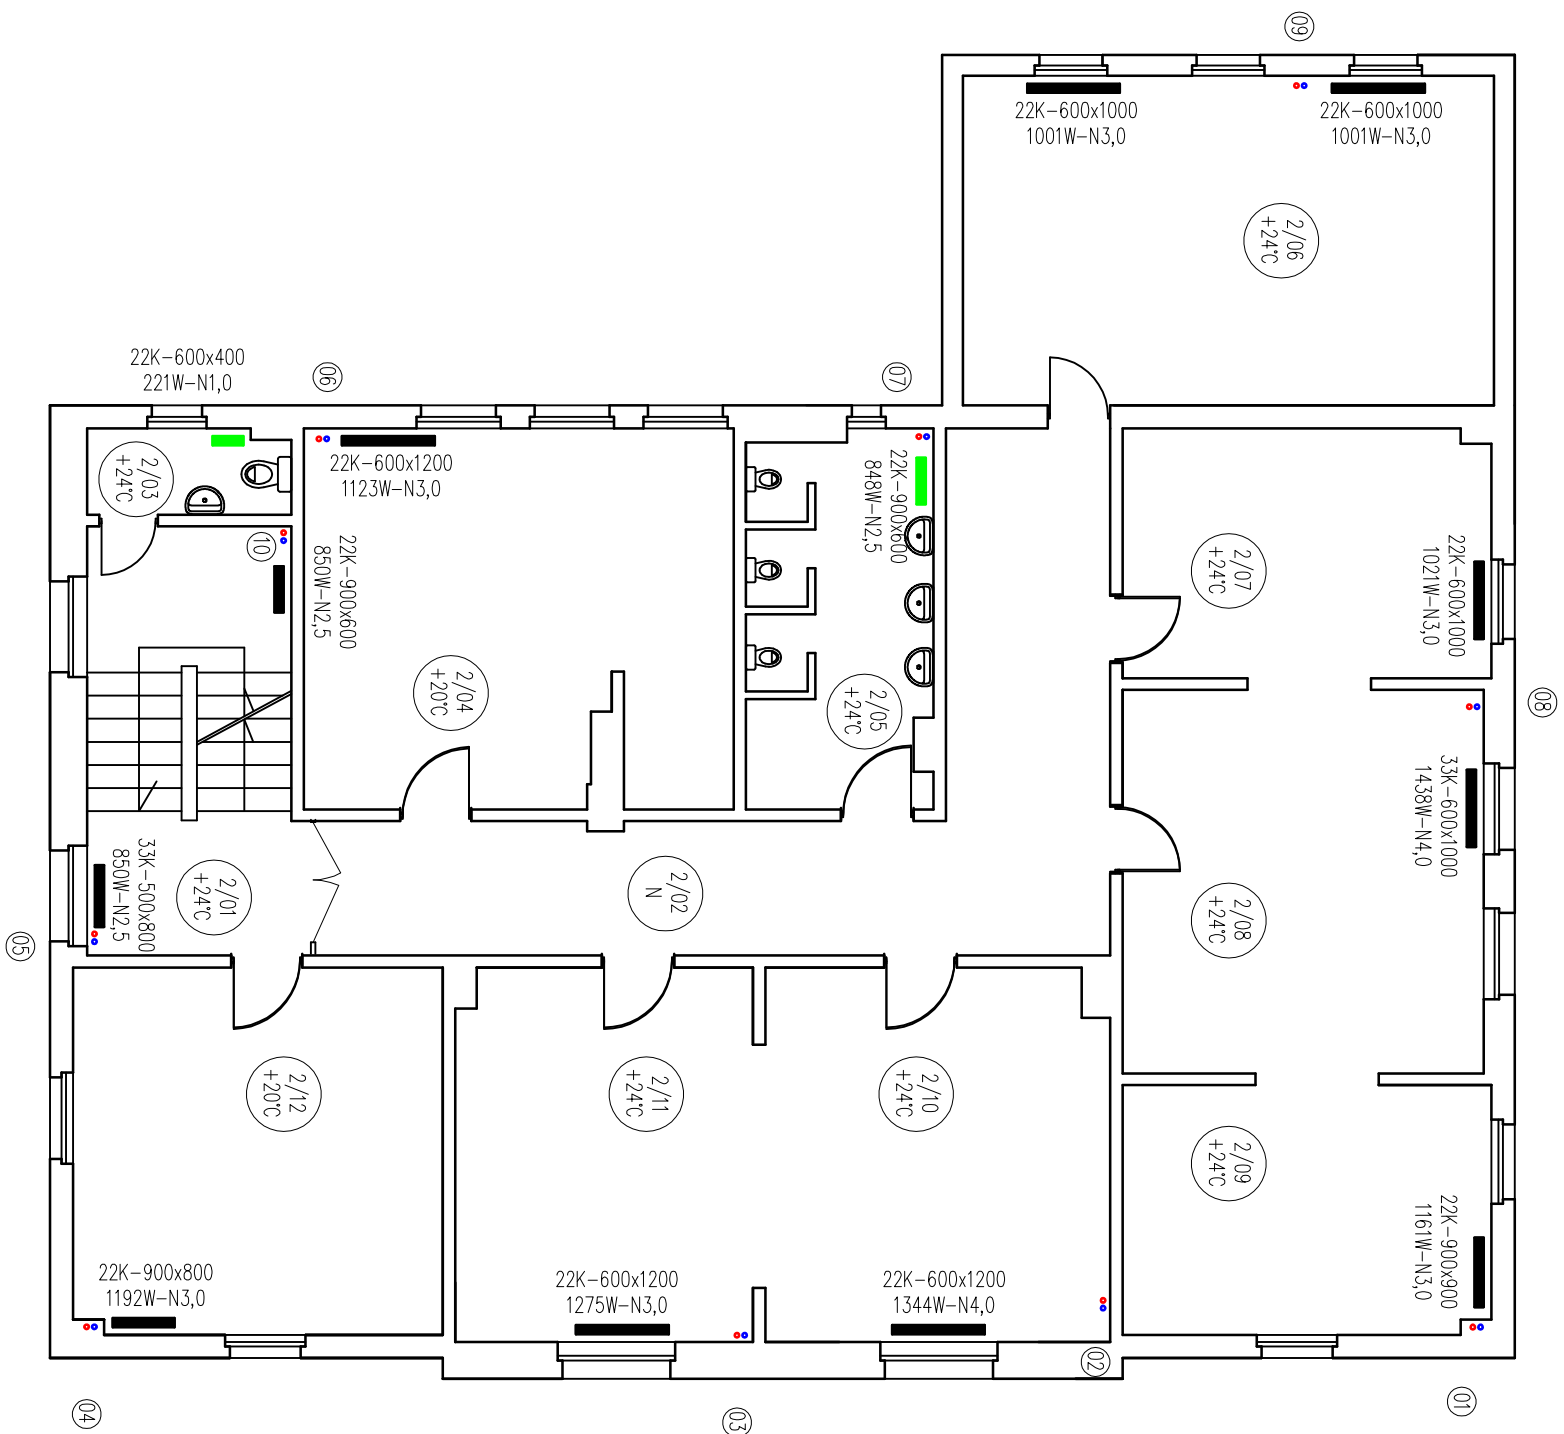 09
22K-600x1000
1001W-N3,0
22K-600x1000
1001W-N3,0
2/06
+24°C
22K-600x400
221W-N1,0
06
07
2/03
+24°C
22K-600x1200
1123W-N3,0
22K-900x600
848W-N2,5
10
22K-900x600
850W-N2,5
2/07
+24°C
22K-600x1000
1021W-N3,0
2/04
+20°C
2/05
+24°C
08
33K-600x1000
1438W-N4,0
33K-500x800
850W-N2,5
2/01
+24°C
2/02
N
2/08
+24°C
05
2/12
+20°C
2/11
+24°C
2/10
+24°C
2/09
+24°C
22K-900x900
1161W-N3,0
22K-900x800
1192W-N3,0
22K-600x1200
1275W-N3,0
22K-600x1200
1344W-N4,0
02
01
04
03